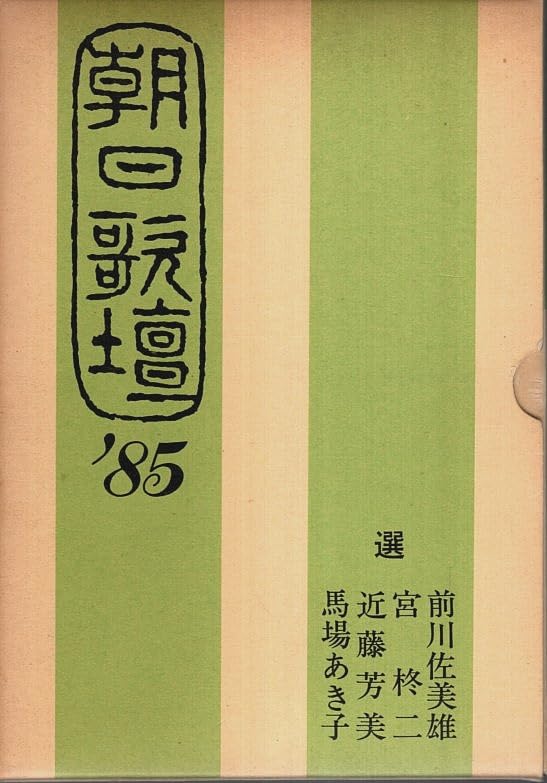 朝日歌壇
'85
選
前川佐美雄
宮柊二
近藤芳美
馬場あき子